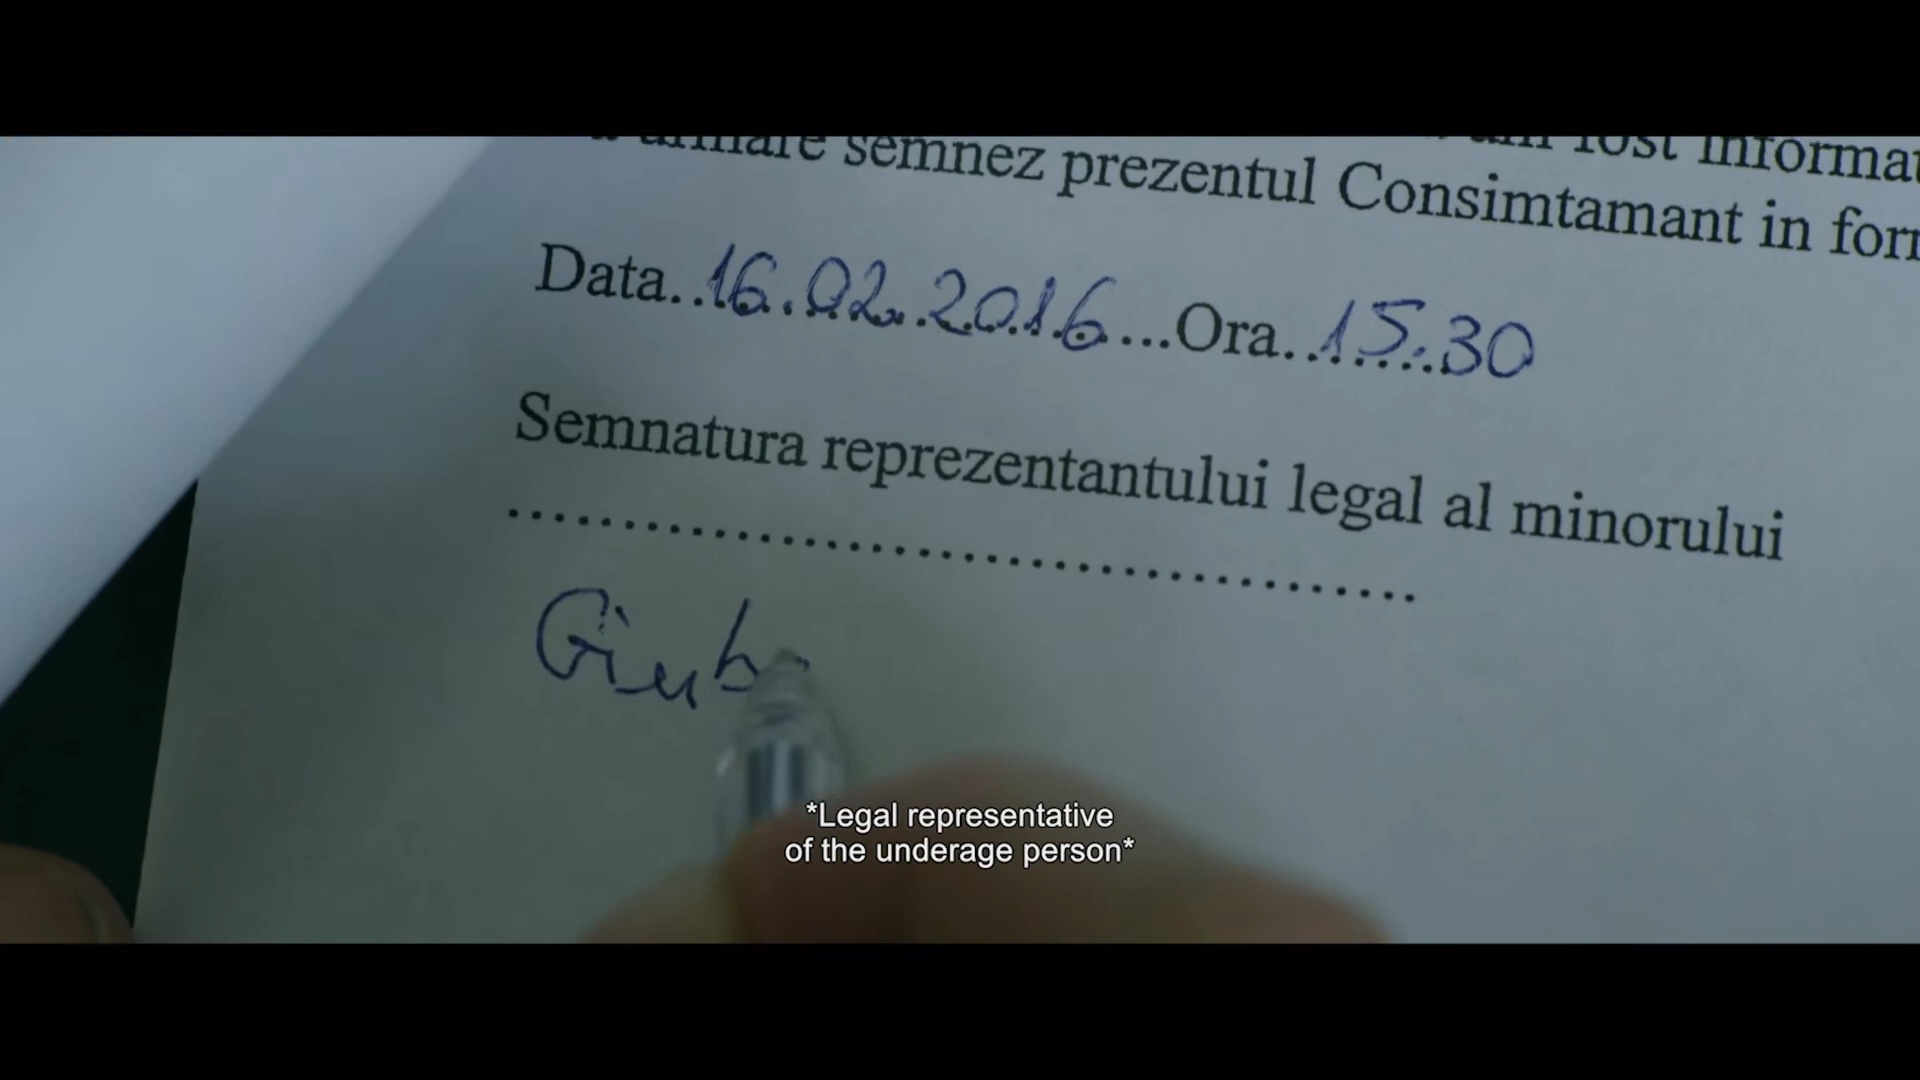 semnez prezentul Consimtamant in
Data..16.02.2016...Ora..15.30
Semnatura reprezentantului legal al minorului
*Legal representative
of the underage person*